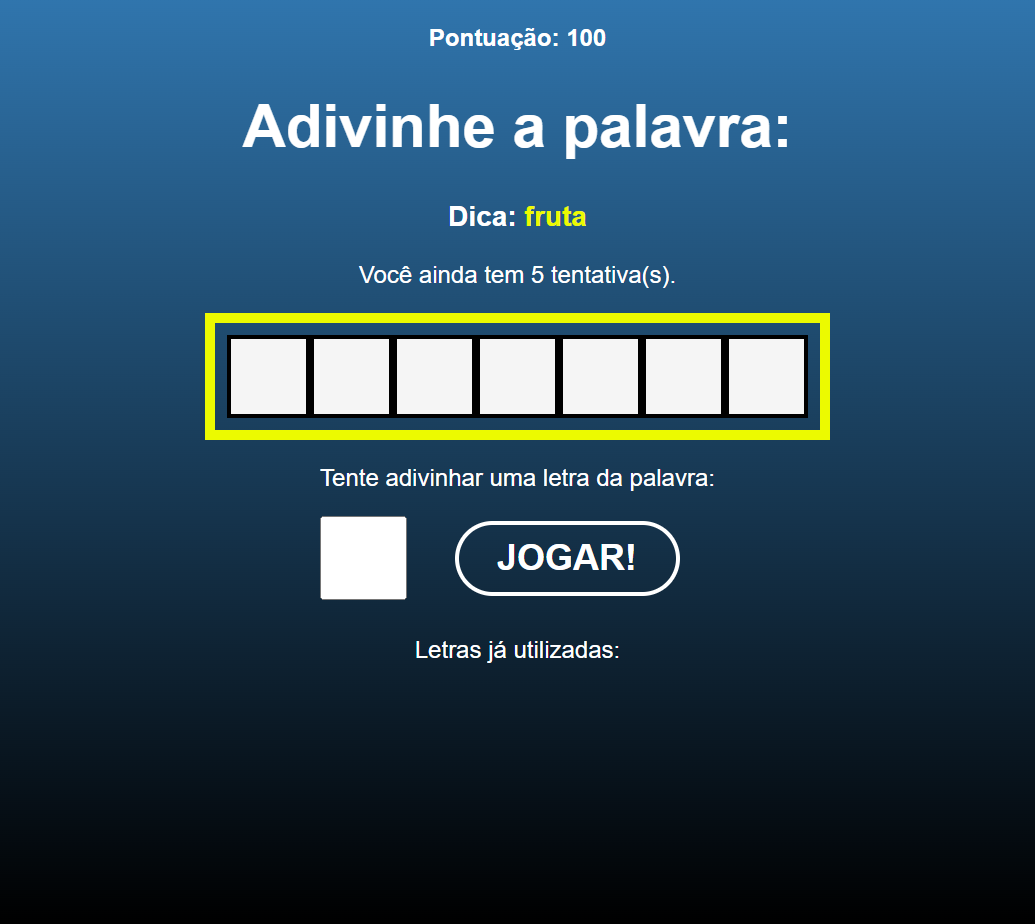 Pontuação: 100
Adivinhe a palavra:
Dica: fruta
Você ainda tem 5 tentativa(s).
Tente adivinhar uma letra da palavra:
JOGAR!
Letras já utilizadas: